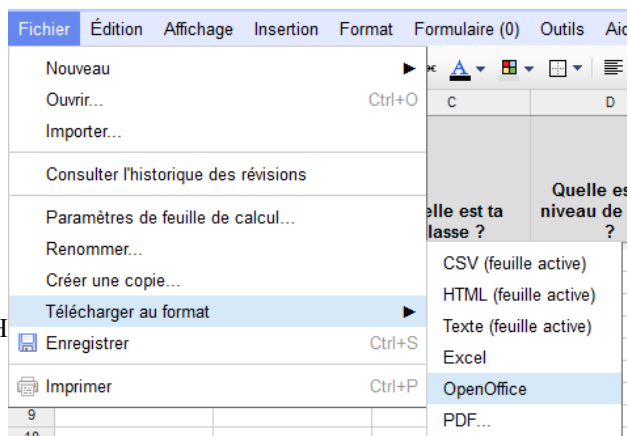 Fichier Édition Affichage Insertion Format Formulaire (0) Outils
Nouveau
Ouvrir... Ctrl+O
Importer...
Consulter l'historique des révisions
Paramètres de feuille de calcul...
Renommer...
Créer une copie...
Télécharger au format
Enregistrer Ctrl+S
Imprimer Ctrl+P
A
C D
elle est ta
lasse ?
Quelle es
niveau de
?
CSV (feuille active)
HTML (feuille active)
Texte (feuille active)
Excel
OpenOffice
PDF...
H
9